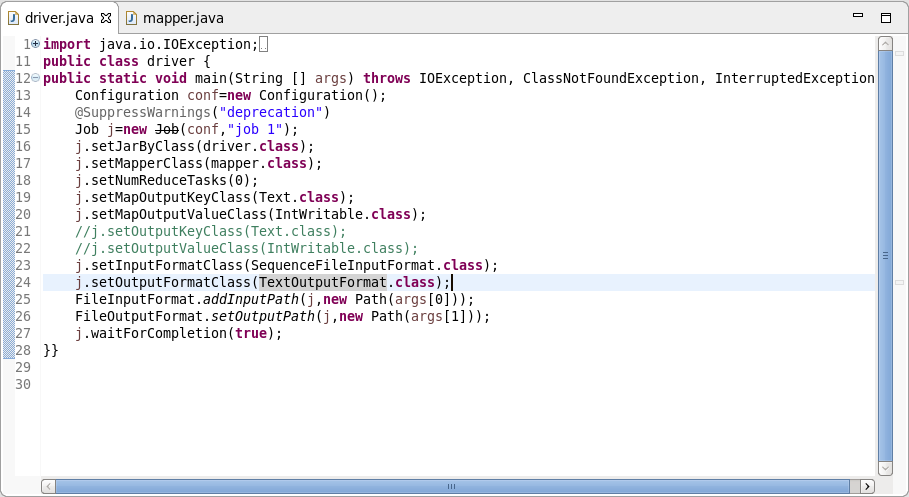 driver.java mapper.java
1 import java.io.IOException;
11 public class driver {
12 public static void main(String [] args) throws IOException, ClassNotFoundException, InterruptedException
13     Configuration conf=new Configuration();
14     @SuppressWarnings("deprecation")
15     Job j=new Job(conf,"job 1");
16     j.setJarByClass(driver.class);
17     j.setMapperClass(mapper.class);
18     j.setNumReduceTasks(0);
19     j.setMapOutputKeyClass(Text.class);
20     j.setMapOutputValueClass(IntWritable.class);
21     //j.setOutputKeyClass(Text.class);
22     //j.setOutputValueClass(IntWritable.class);
23     j.setInputFormatClass(SequenceFileInputFormat.class);
24     j.setOutputFormatClass(TextOutputFormat.class);
25     FileInputFormat.addInputPath(j,new Path(args[0]));
26     FileOutputFormat.setOutputPath(j,new Path(args[1]));
27     j.waitForCompletion(true);
28 }}
29
30